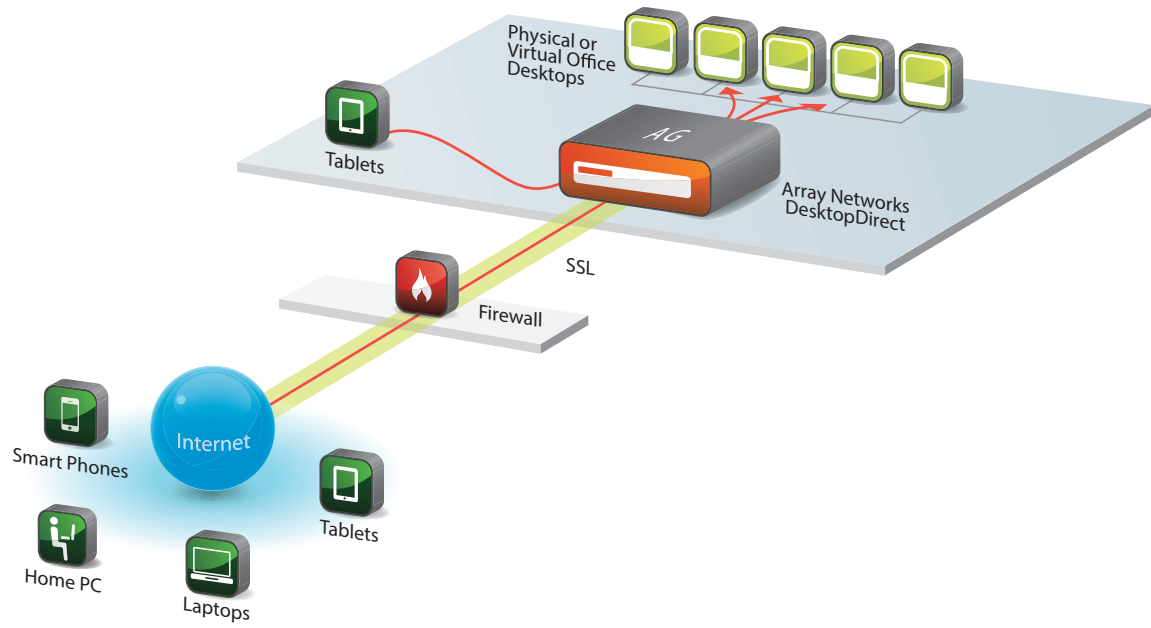 Physical or
Virtual Office
Desktops
AG
Tablets
Array Networks
DesktopDirect
SSL
Firewall
Internet
Smart Phones
Tablets
Home PC
Laptops